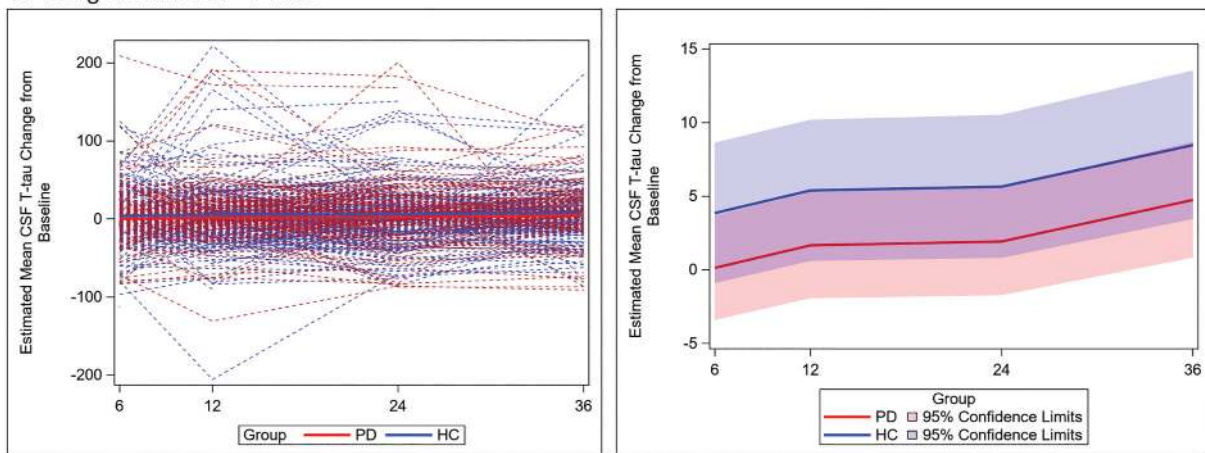 Estimated Mean CSF T-tau Change from
Baseline
200
100
0
-100
-200
6
12
24
36
Group PD HC
Estimated Mean CSF T-tau Change from
Baseline
15
10
5
0
-5
6
12
24
36
Group
PD 95% Confidence Limits
HC 95% Confidence Limits